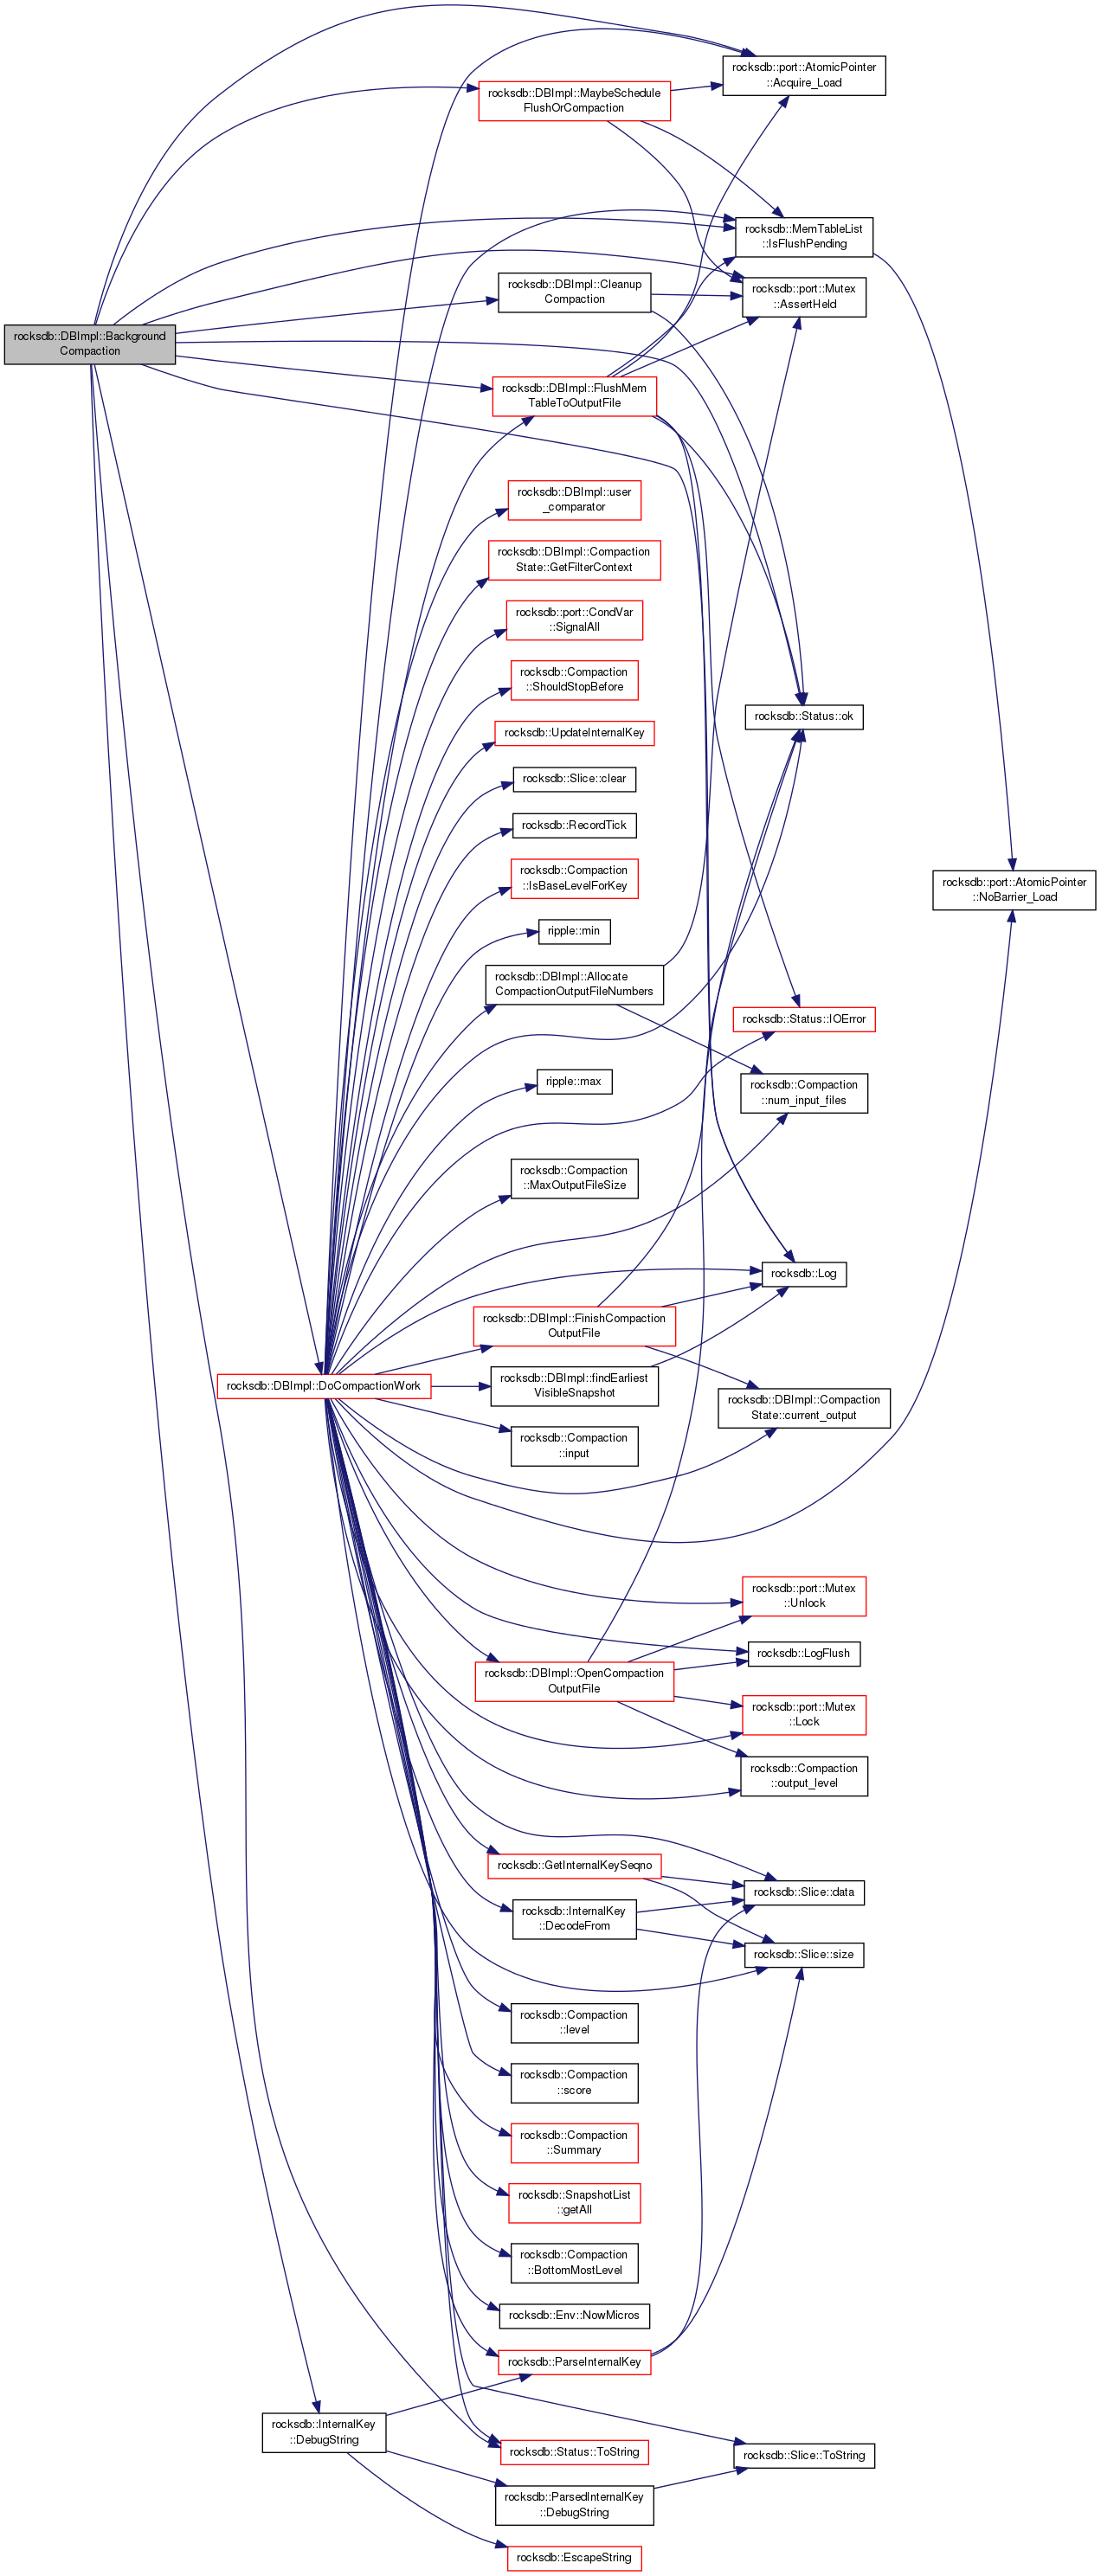 rocksdb::port::AtomicPointer
::Acquire_Load
rocksdb::DBImpl::MaybeSchedule
FlushOrCompaction
rocksdb::MemTableList
::IsFlushPending
rocksdb::DBImpl::Cleanup
Compaction
rocksdb::port::Mutex
::AssertHeld
rocksdb::DBImpl::Background
Compaction
rocksdb::DBImpl::FlushMem
TableToOutputFile
rocksdb::DBImpl::user
_comparator
rocksdb::DBImpl::Compaction
State::GetFilterContext
rocksdb::port::CondVar
::SignalAll
rocksdb::Compaction
::ShouldStopBefore
rocksdb::Status::ok
rocksdb::UpdateInternalKey
rocksdb::Slice::clear
rocksdb::RecordTick
rocksdb::Compaction
::IsBaseLevelForKey
rocksdb::port::AtomicPointer
::NoBarrier_Load
ripple::min
rocksdb::DBImpl::Allocate
CompactionOutputFileNumbers
rocksdb::Status::IOError
ripple::max
rocksdb::Compaction
::num_input_files
rocksdb::Compaction
::MaxOutputFileSize
rocksdb::Log
rocksdb::DBImpl::FinishCompaction
OutputFile
rocksdb::DBImpl::DoCompactionWork
rocksdb::DBImpl::findEarliest
VisibleSnapshot
rocksdb::DBImpl::Compaction
State::current_output
rocksdb::Compaction
::input
rocksdb::port::Mutex
::Unlock
rocksdb::LogFlush
rocksdb::DBImpl::OpenCompaction
OutputFile
rocksdb::port::Mutex
::Lock
rocksdb::Compaction
::output_level
rocksdb::GetInternalKeySeqno
rocksdb::Slice::data
rocksdb::InternalKey
::DecodeFrom
rocksdb::Slice::size
rocksdb::Compaction
::level
rocksdb::Compaction
::score
rocksdb::Compaction
::Summary
rocksdb::SnapshotList
::getAll
rocksdb::Compaction
::BottomMostLevel
rocksdb::Env::NowMicros
rocksdb::ParseInternalKey
rocksdb::InternalKey
::DebugString
rocksdb::Status::ToString
rocksdb::Slice::ToString
rocksdb::ParsedInternalKey
::DebugString
rocksdb::EscapeString